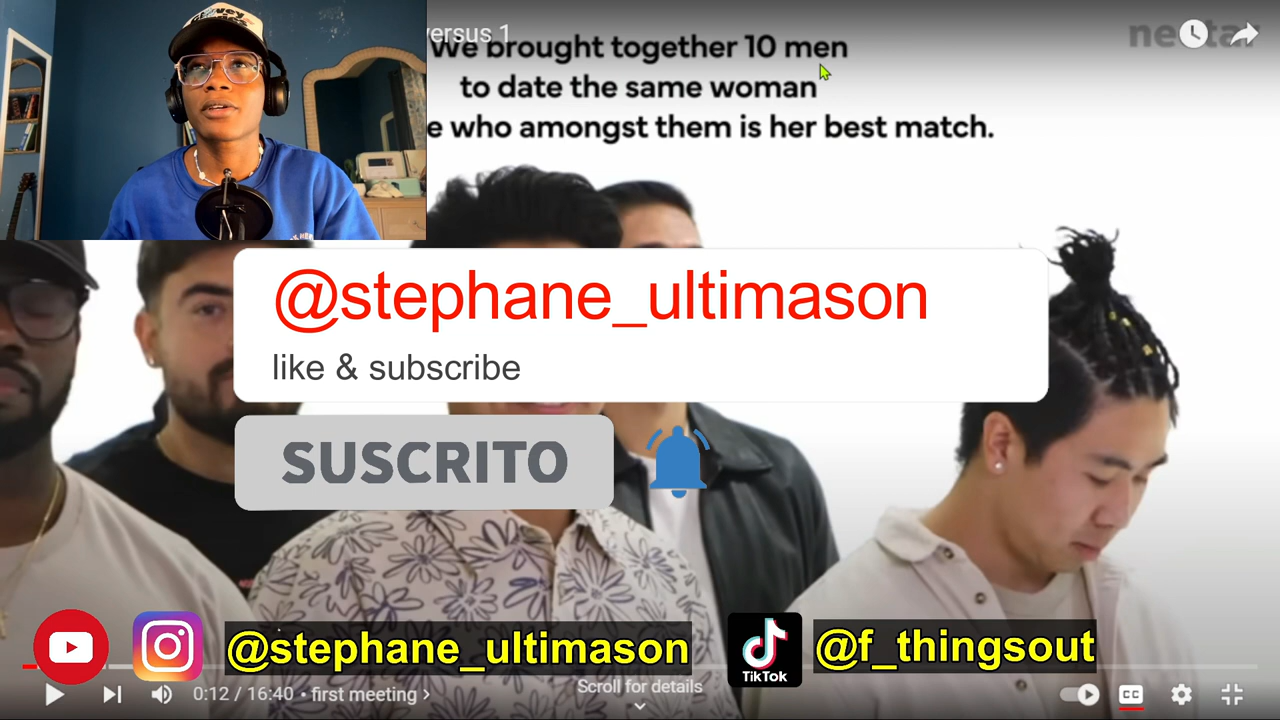 versus 1
We brought together 10 men
to date the same woman
who amongst them is her best match.
@stephane_ultimason
like & subscribe
SUSCRITO
@stephane_ultimason
TikTok
@f_thingsout
0:12 / 16:40 • first meeting
Scroll for details
CC